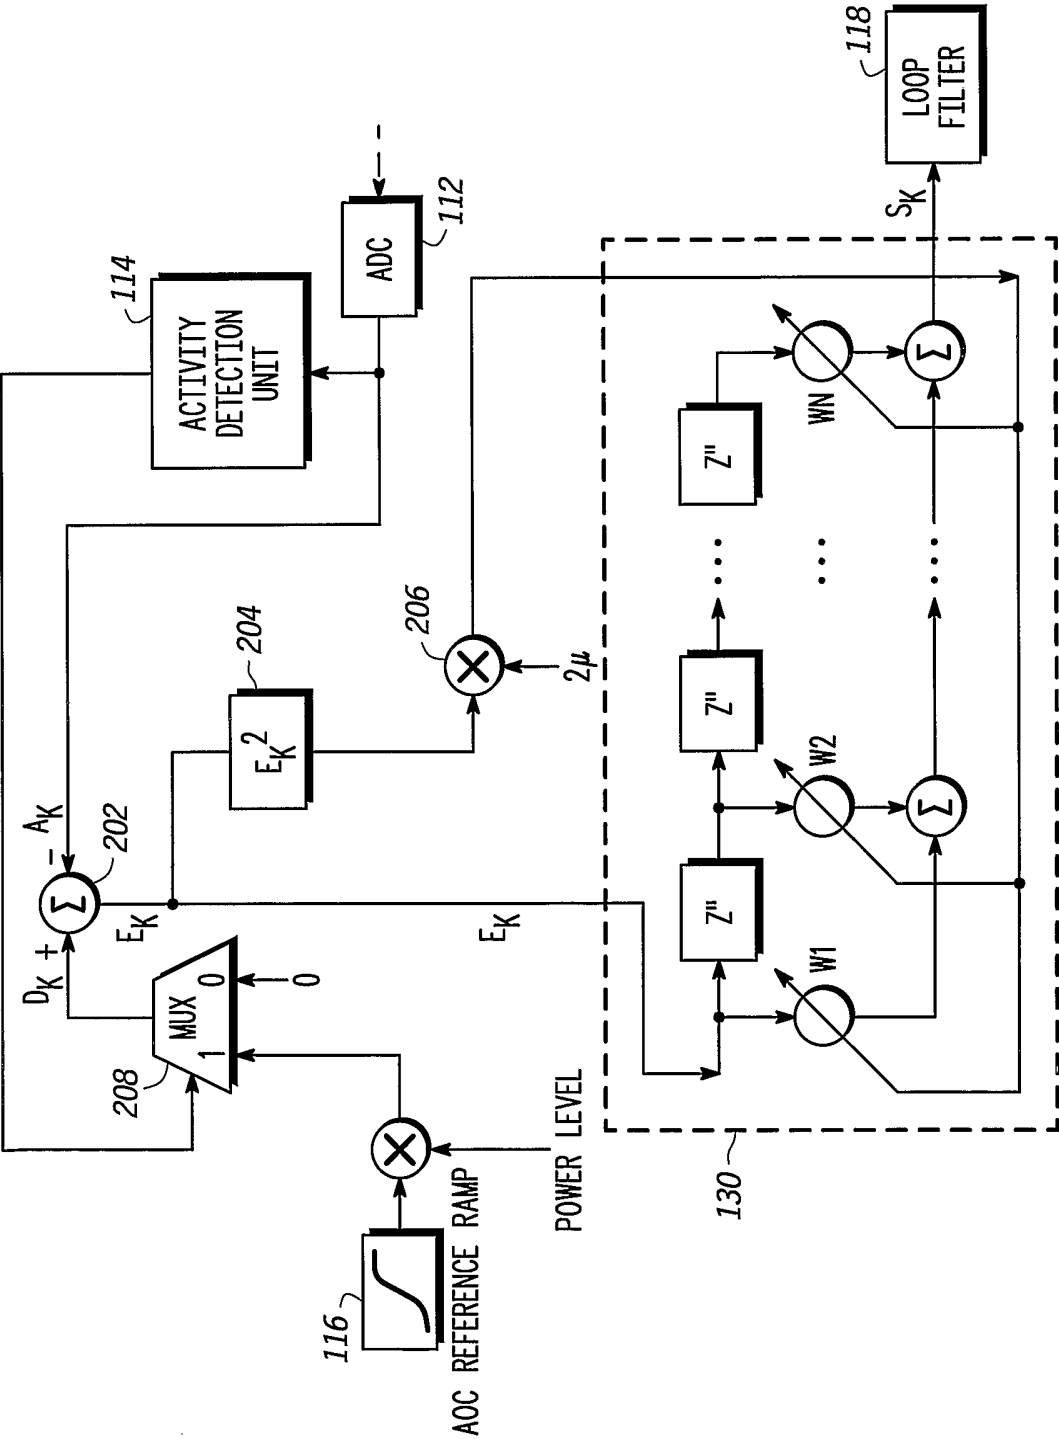 116
AOC REFERENCE RAMP
POWER LEVEL
208
MUX
1
0
0
D_K +
Σ
202
- A_K
E_K
E_K
204
E_K^2
206
2μ
114
ACTIVITY
DETECTION
UNIT
ADC
112
130
Z"
Z"
...
Z"
W1
W2
...
WN
Σ
...
Σ
S_K
118
LOOP
FILTER